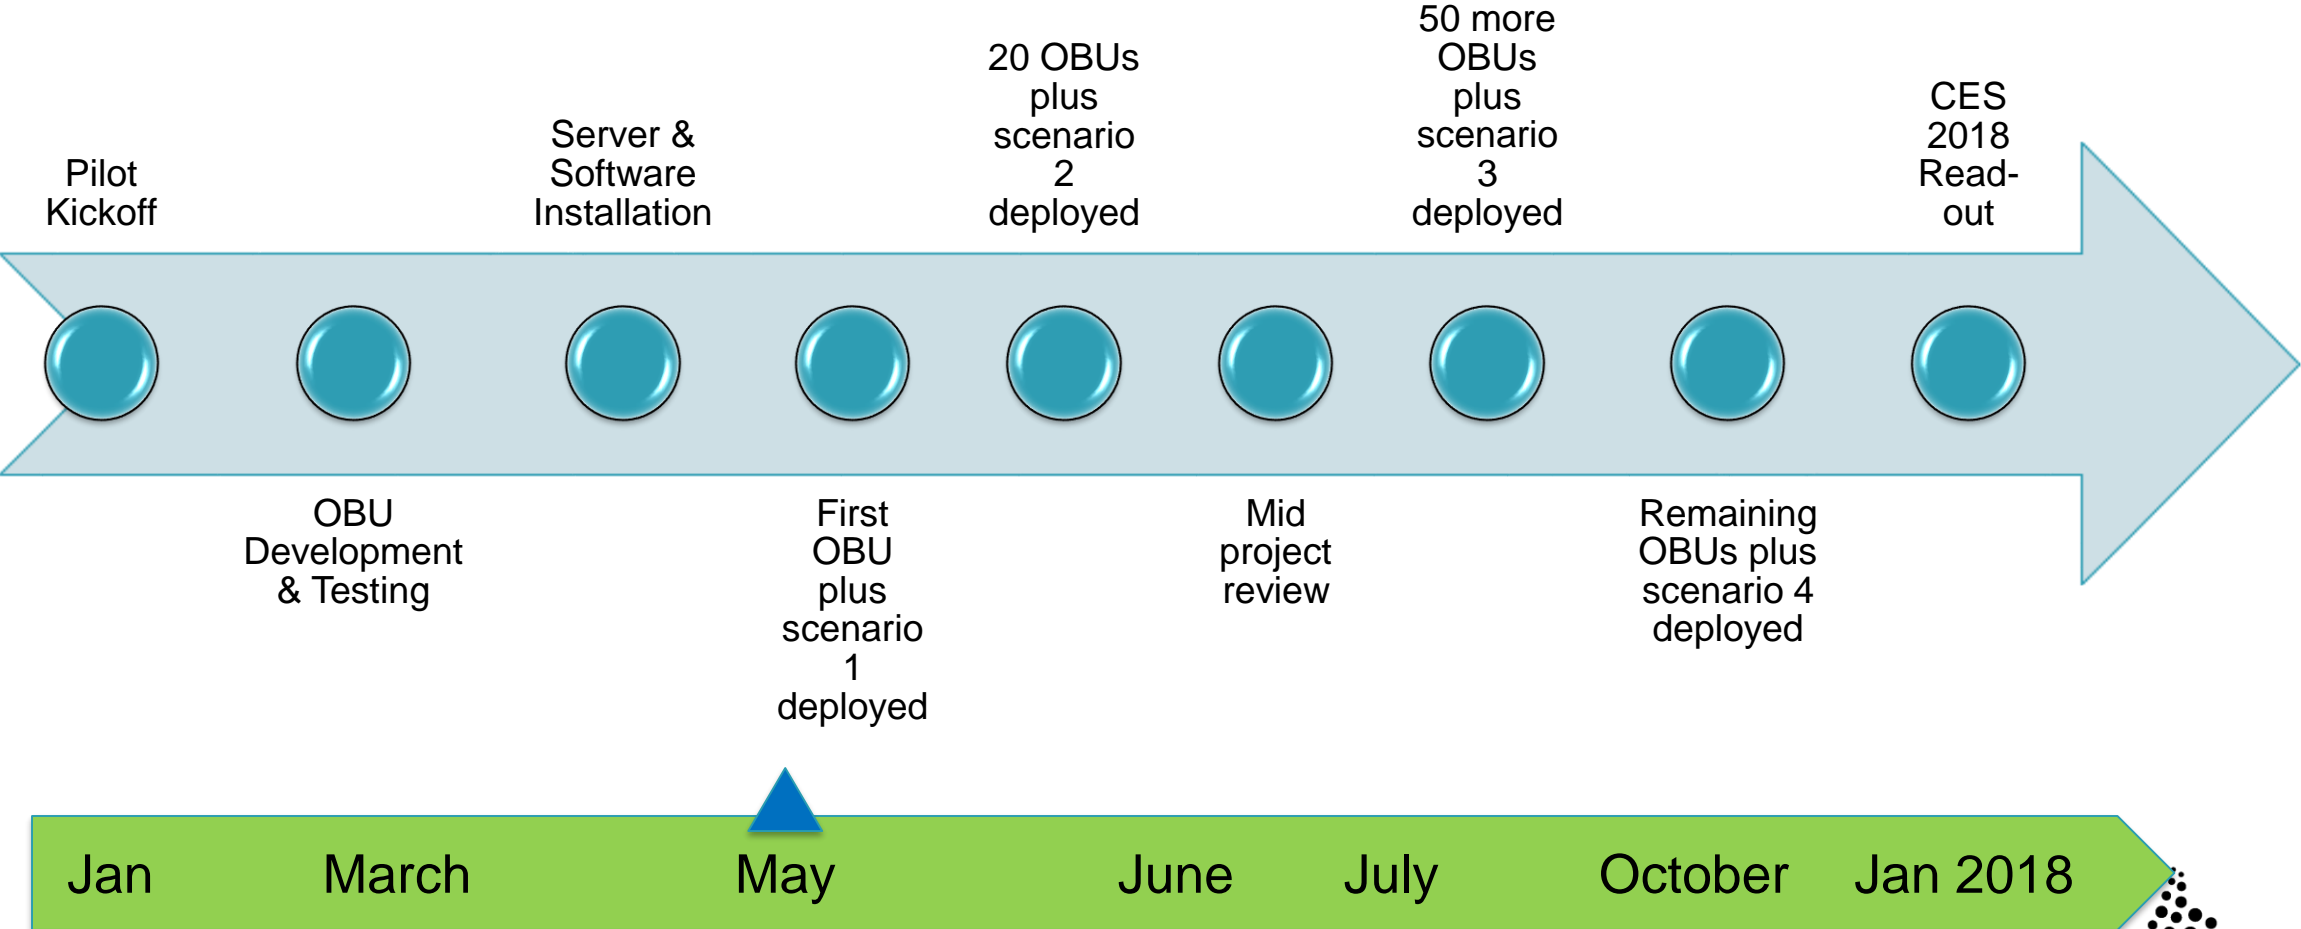 Pilot
Kickoff
Server &
Software
Installation
20 OBUs
plus
scenario
2
deployed
50 more
OBUs
plus
scenario
3
deployed
CES
2018
Read-
out
OBU
Development
& Testing
First
OBU
plus
scenario
1
deployed
Mid
project
review
Remaining
OBUs plus
scenario 4
deployed
Jan March May June July October Jan 2018